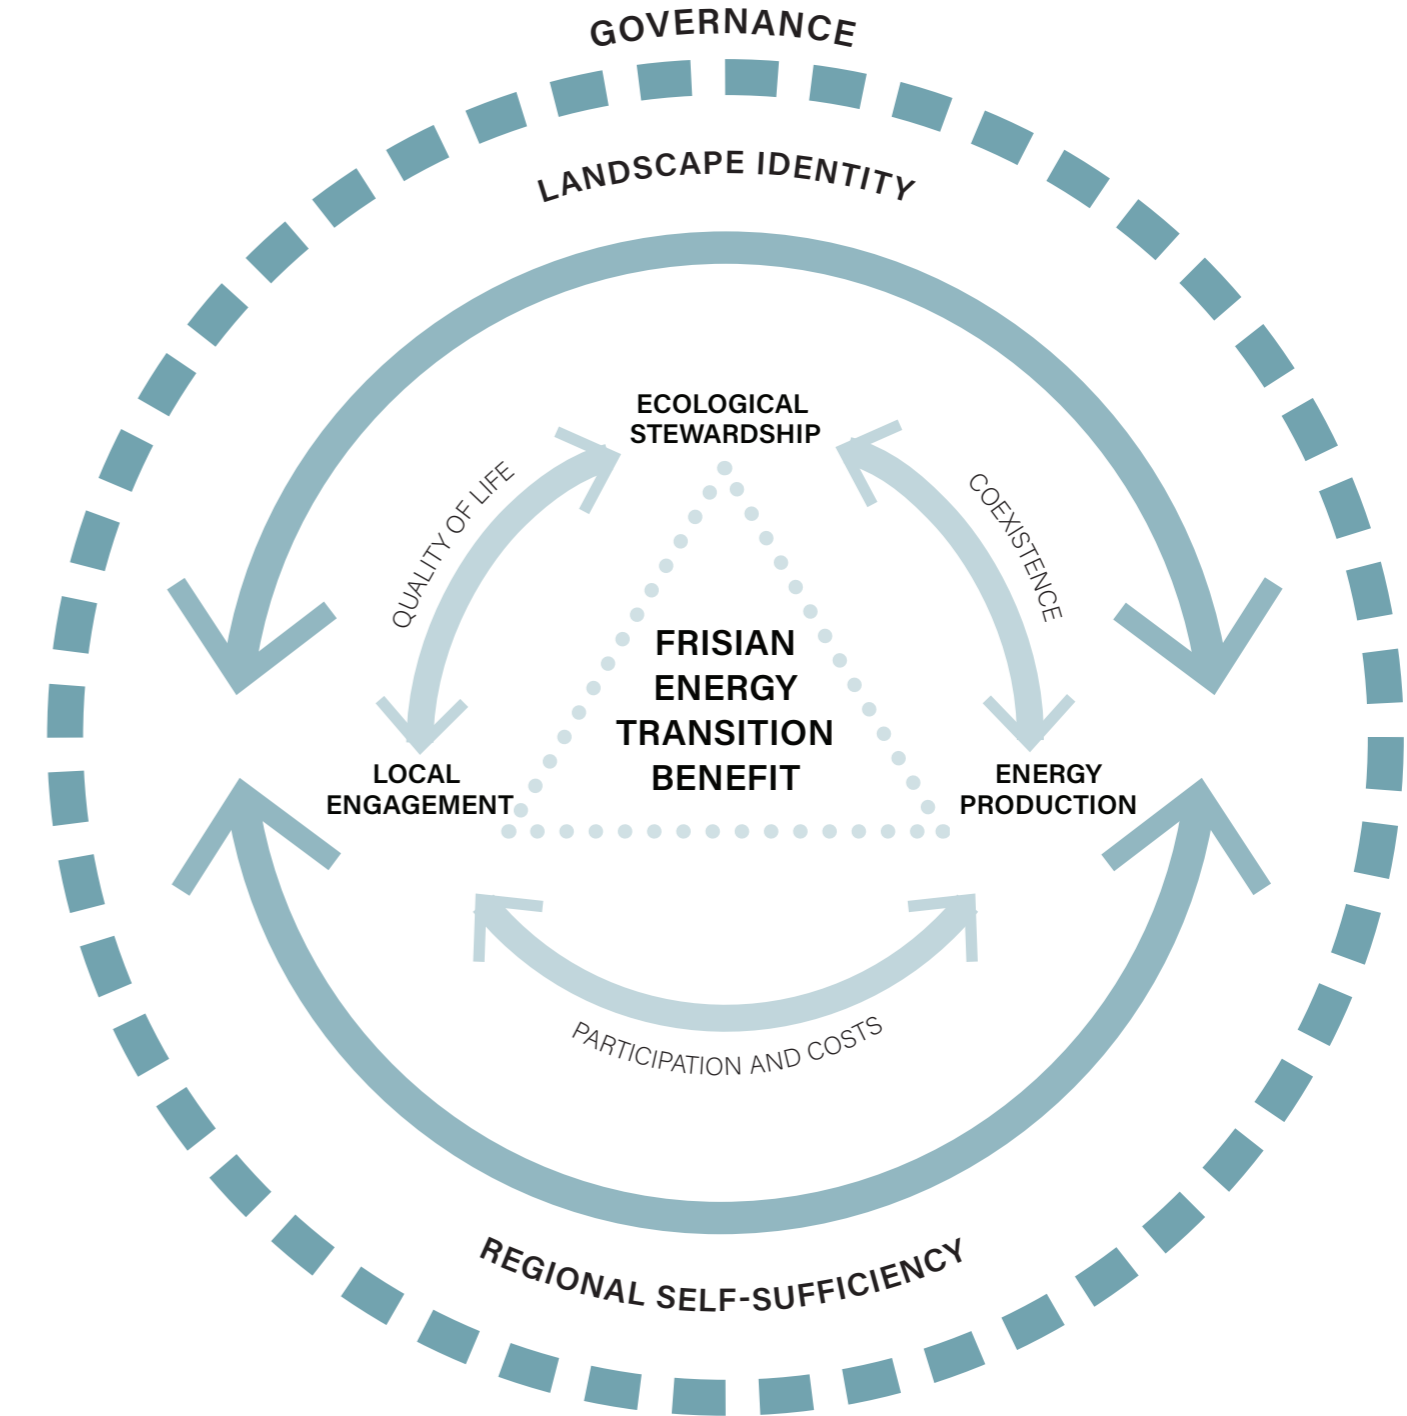 GOVERNANCE
LANDSCAPE IDENTITY
ECOLOGICAL
STEWARDSHIP
QUALITY OF LIFE
COEXISTENCE
FRISIAN
ENERGY
TRANSITION
BENEFIT
LOCAL
ENGAGEMENT
ENERGY
PRODUCTION
PARTICIPATION AND COSTS
REGIONAL SELF-SUFFICIENCY